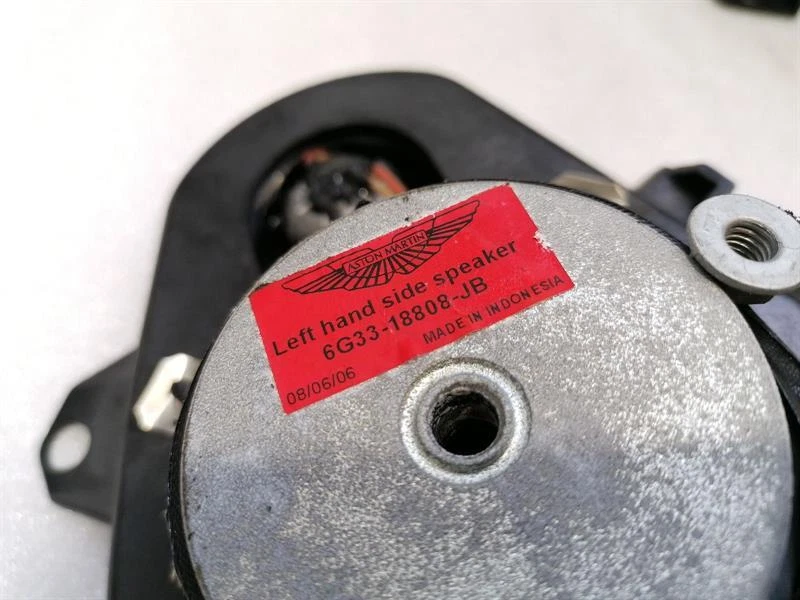 ASTON MARTIN
Left hand side speaker
6G33-18808-JB
08/06/06 MADE IN INDONESIA